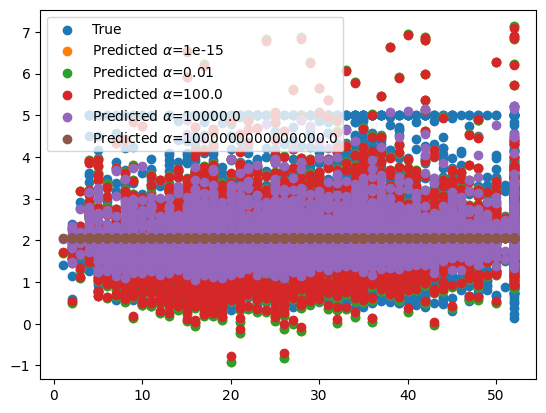 7
6
5
4
3
2
1
0
−1
0 10 20 30 40 50
True
Predicted α=1e-15
Predicted α=0.01
Predicted α=100.0
Predicted α=10000.0
Predicted α=1000000000000000.0